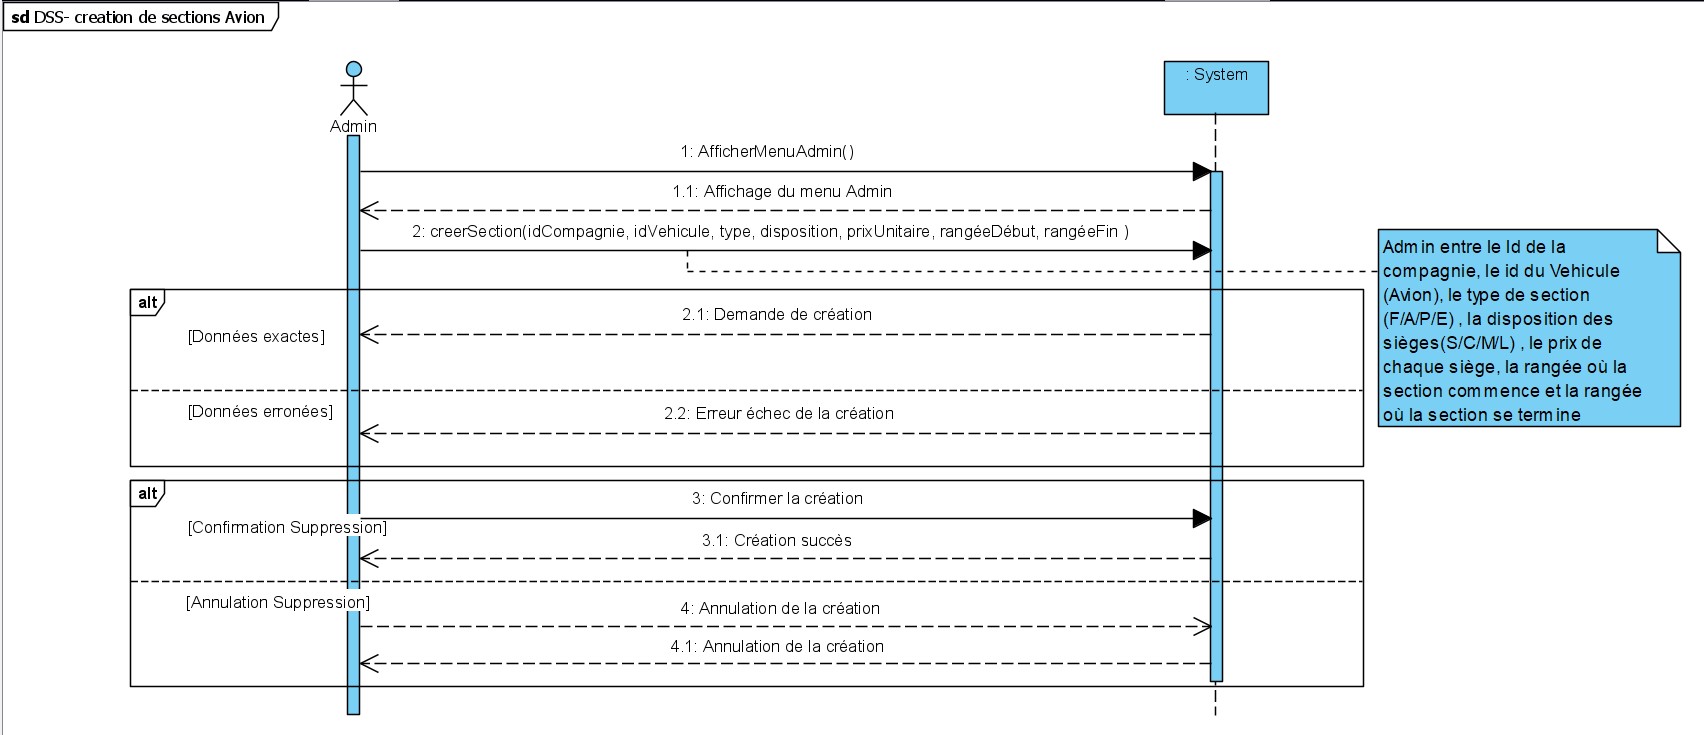 sd DSS- creation de sections Avion
Admin
: System
1: AfficherMenuAdmin()
1.1: Affichage du menu Admin
2: creerSection(idCompagnie, idVehicule, type, disposition, prixUnitaire, rangéeDébut, rangéeFin )
Admin entre le Id de la
compagnie, le id du Vehicule
(Avion), le type de section
(F/A/P/E) , la disposition des
sièges(S/C/M/L) , le prix de
chaque siège, la rangée où la
section commence et la rangée
où la section se termine
alt
2.1: Demande de création
[Données exactes]
[Données erronées]
2.2: Erreur échec de la création
alt
3: Confirmer la création
[Confirmation Suppression]
3.1: Création succès
[Annulation Suppression]
4: Annulation de la création
4.1: Annulation de la création